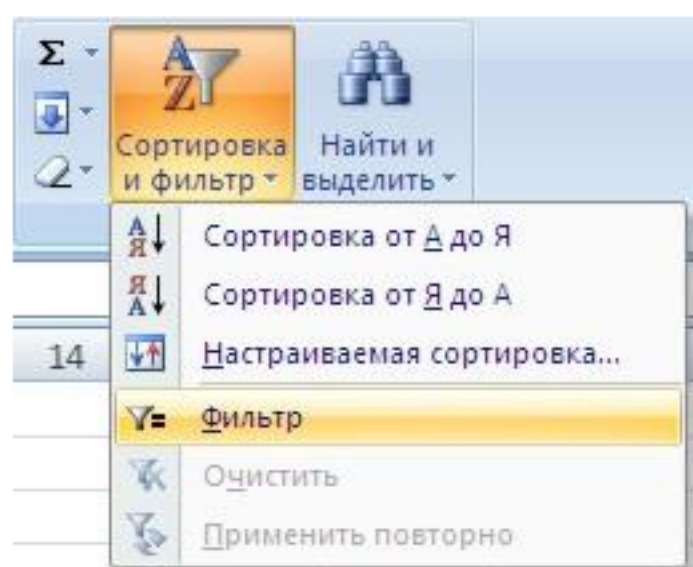 Σ
Сортировка
и фильтр
Найти и
выделить
Сортировка от А до Я
Сортировка от Я до А
Настраиваемая сортировка...
14
Фильтр
Очистить
Применить повторно